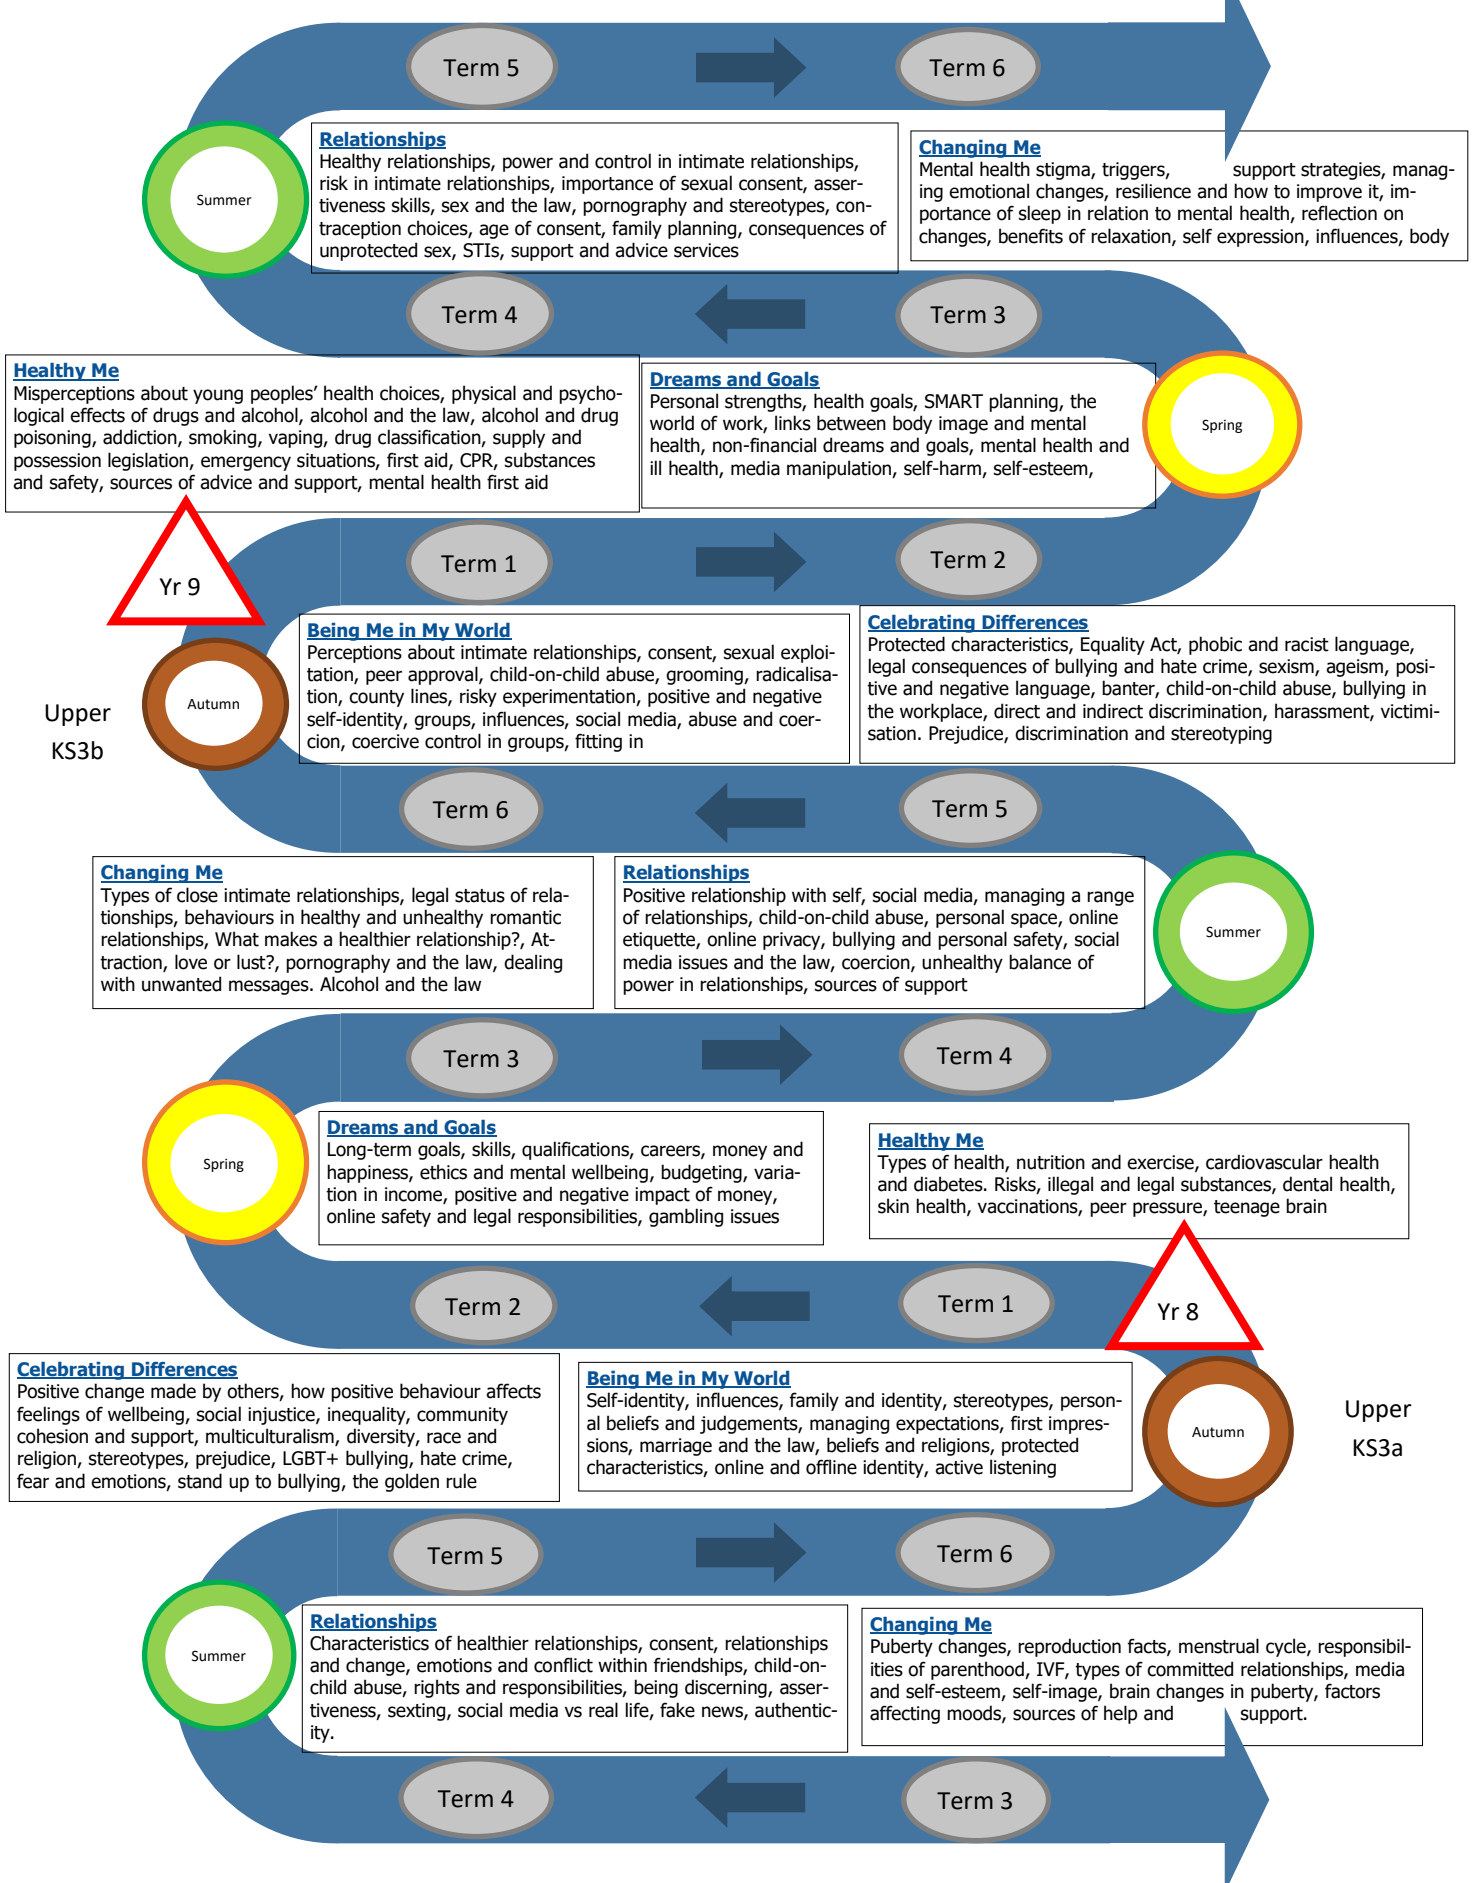 Term 5
Term 6
Relationships
Healthy relationships, power and control in intimate relationships,
risk in intimate relationships, importance of sexual consent, asser-
tiveness skills, sex and the law, pornography and stereotypes, con-
traception choices, age of consent, family planning, consequences of
unprotected sex, STIs, support and advice services
Changing Me
Mental health stigma, triggers, support strategies, manag-
ing emotional changes, resilience and how to improve it, im-
portance of sleep in relation to mental health, reflection on
changes, benefits of relaxation, self expression, influences, body
Summer
Term 4
Term 3
Healthy Me
Misperceptions about young peoples' health choices, physical and psycho-
logical effects of drugs and alcohol, alcohol and the law, alcohol and drug
poisoning, addiction, smoking, vaping, drug classification, supply and
possession legislation, emergency situations, first aid, CPR, substances
and safety, sources of advice and support, mental health first aid
Dreams and Goals
Personal strengths, health goals, SMART planning, the
world of work, links between body image and mental
health, non-financial dreams and goals, mental health and
ill health, media manipulation, self-harm, self-esteem,
Spring
Term 1
Term 2
Yr 9
Being Me in My World
Perceptions about intimate relationships, consent, sexual exploi-
tation, peer approval, child-on-child abuse, grooming, radicalisa-
tion, county lines, risky experimentation, positive and negative
self-identity, groups, influences, social media, abuse and coer-
cion, coercive control in groups, fitting in
Celebrating Differences
Protected characteristics, Equality Act, phobic and racist language,
legal consequences of bullying and hate crime, sexism, ageism, posi-
tive and negative language, banter, child-on-child abuse, bullying in
the workplace, direct and indirect discrimination, harassment, victimi-
sation. Prejudice, discrimination and stereotyping
Autumn
Upper
KS3b
Term 6
Term 5
Changing Me
Types of close intimate relationships, legal status of rela-
tionships, behaviours in healthy and unhealthy romantic
relationships, What makes a healthier relationship?, At-
traction, love or lust?, pornography and the law, dealing
with unwanted messages. Alcohol and the law
Relationships
Positive relationship with self, social media, managing a range
of relationships, child-on-child abuse, personal space, online
etiquette, online privacy, bullying and personal safety, social
media issues and the law, coercion, unhealthy balance of
power in relationships, sources of support
Summer
Term 3
Term 4
Spring
Dreams and Goals
Long-term goals, skills, qualifications, careers, money and
happiness, ethics and mental wellbeing, budgeting, varia-
tion in income, positive and negative impact of money,
online safety and legal responsibilities, gambling issues
Healthy Me
Types of health, nutrition and exercise, cardiovascular health
and diabetes. Risks, illegal and legal substances, dental health,
skin health, vaccinations, peer pressure, teenage brain
Term 2
Term 1
Yr 8
Celebrating Differences
Positive change made by others, how positive behaviour affects
feelings of wellbeing, social injustice, inequality, community
cohesion and support, multiculturalism, diversity, race and
religion, stereotypes, prejudice, LGBT+ bullying, hate crime,
fear and emotions, stand up to bullying, the golden rule
Being Me in My World
Self-identity, influences, family and identity, stereotypes, person-
al beliefs and judgements, managing expectations, first impres-
sions, marriage and the law, beliefs and religions, protected
characteristics, online and offline identity, active listening
Autumn
Upper
KS3a
Term 5
Term 6
Summer
Relationships
Characteristics of healthier relationships, consent, relationships
and change, emotions and conflict within friendships, child-on-
child abuse, rights and responsibilities, being discerning, asser-
tiveness, sexting, social media vs real life, fake news, authentic-
ity.
Changing Me
Puberty changes, reproduction facts, menstrual cycle, responsibil-
ities of parenthood, IVF, types of committed relationships, media
and self-esteem, self-image, brain changes in puberty, factors
affecting moods, sources of help and support.
Term 4
Term 3